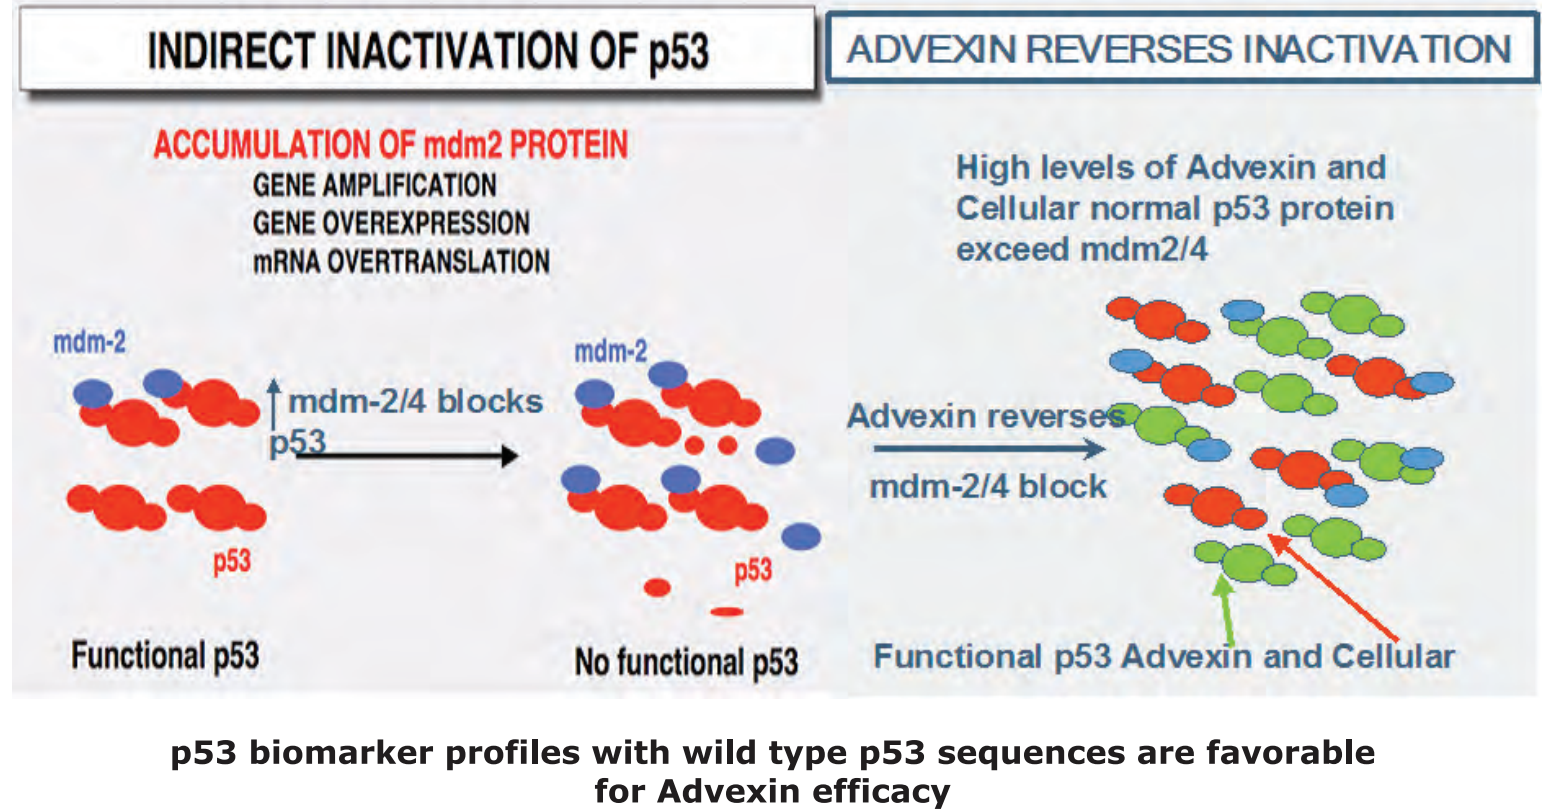 INDIRECT INACTIVATION OF p53
ACCUMULATION OF mdm2 PROTEIN
GENE AMPLIFICATION
GENE OVEREXPRESSION
mRNA OVERTRANSLATION
mdm-2
mdm-2/4 blocks
p53
mdm-2
p53
p53
Functional p53
No functional p53
ADVEXIN REVERSES INACTIVATION
High levels of Advexin and
Cellular normal p53 protein
exceed mdm2/4
Advexin reverses
mdm-2/4 block
Functional p53 Advexin and Cellular
p53 biomarker profiles with wild type p53 sequences are favorable
for Advexin efficacy